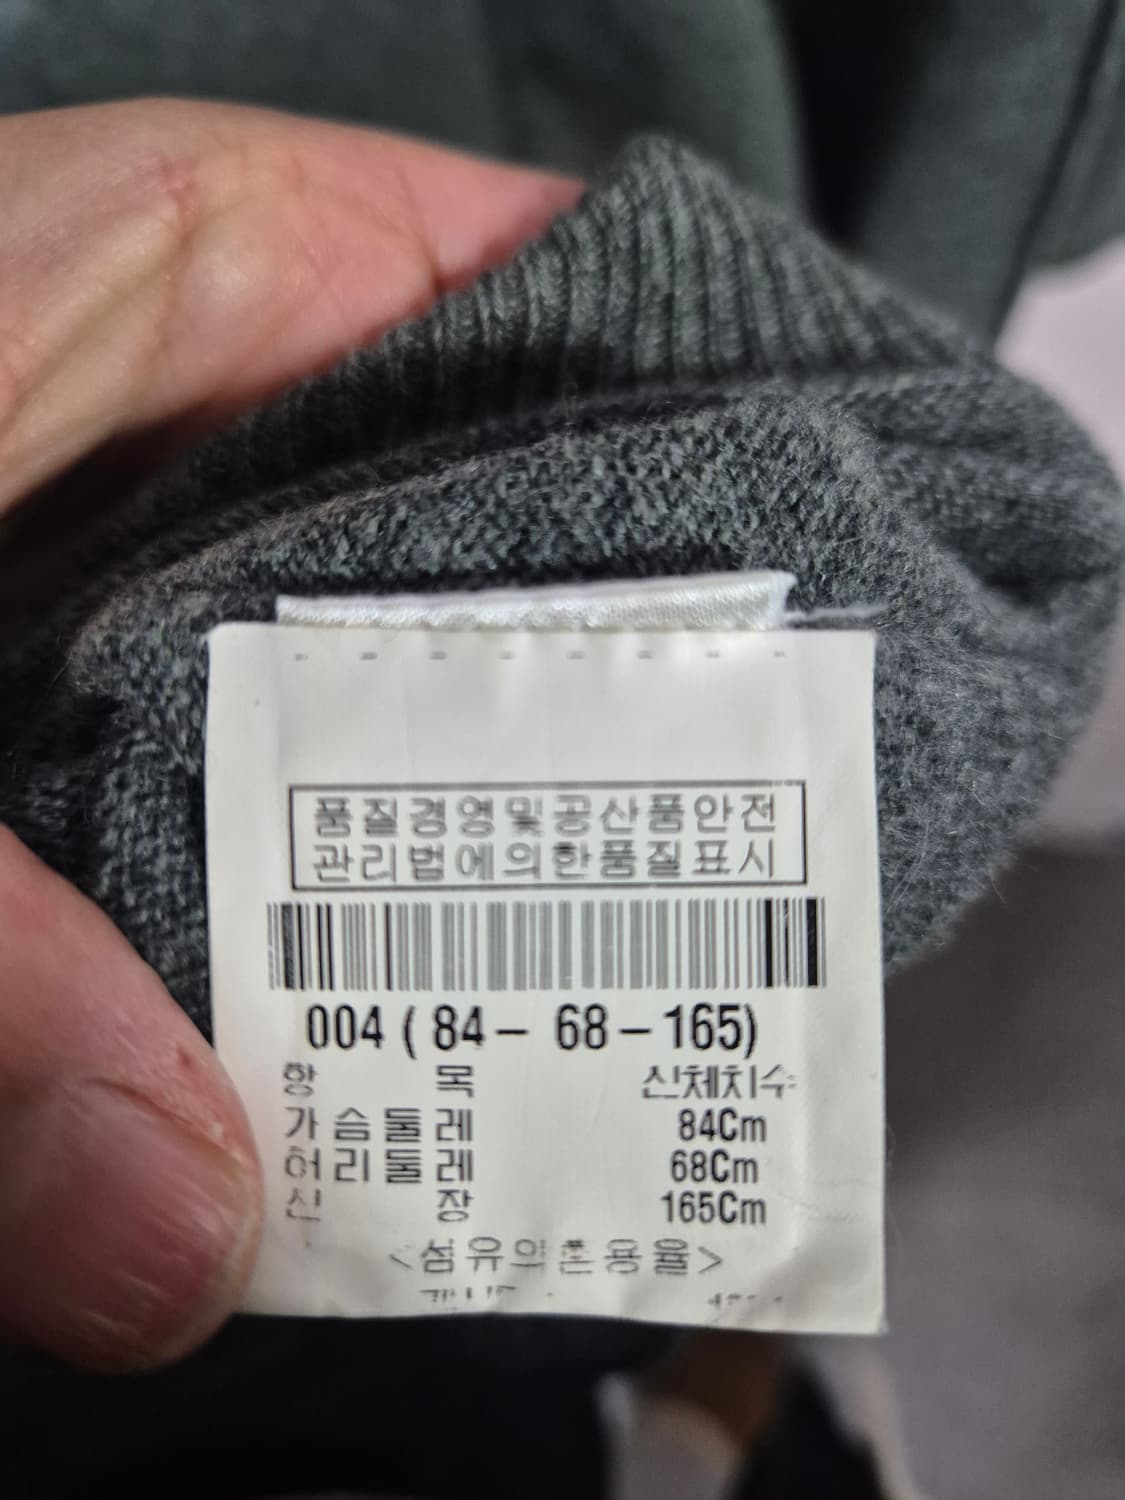 품질경영및공산품안전
관리법에의한품질표시
004 ( 84 - 68 - 165)
항 목 신체치수
가슴둘레 84Cm
허리둘레 68Cm
신 장 165Cm
<섬유의혼용율>